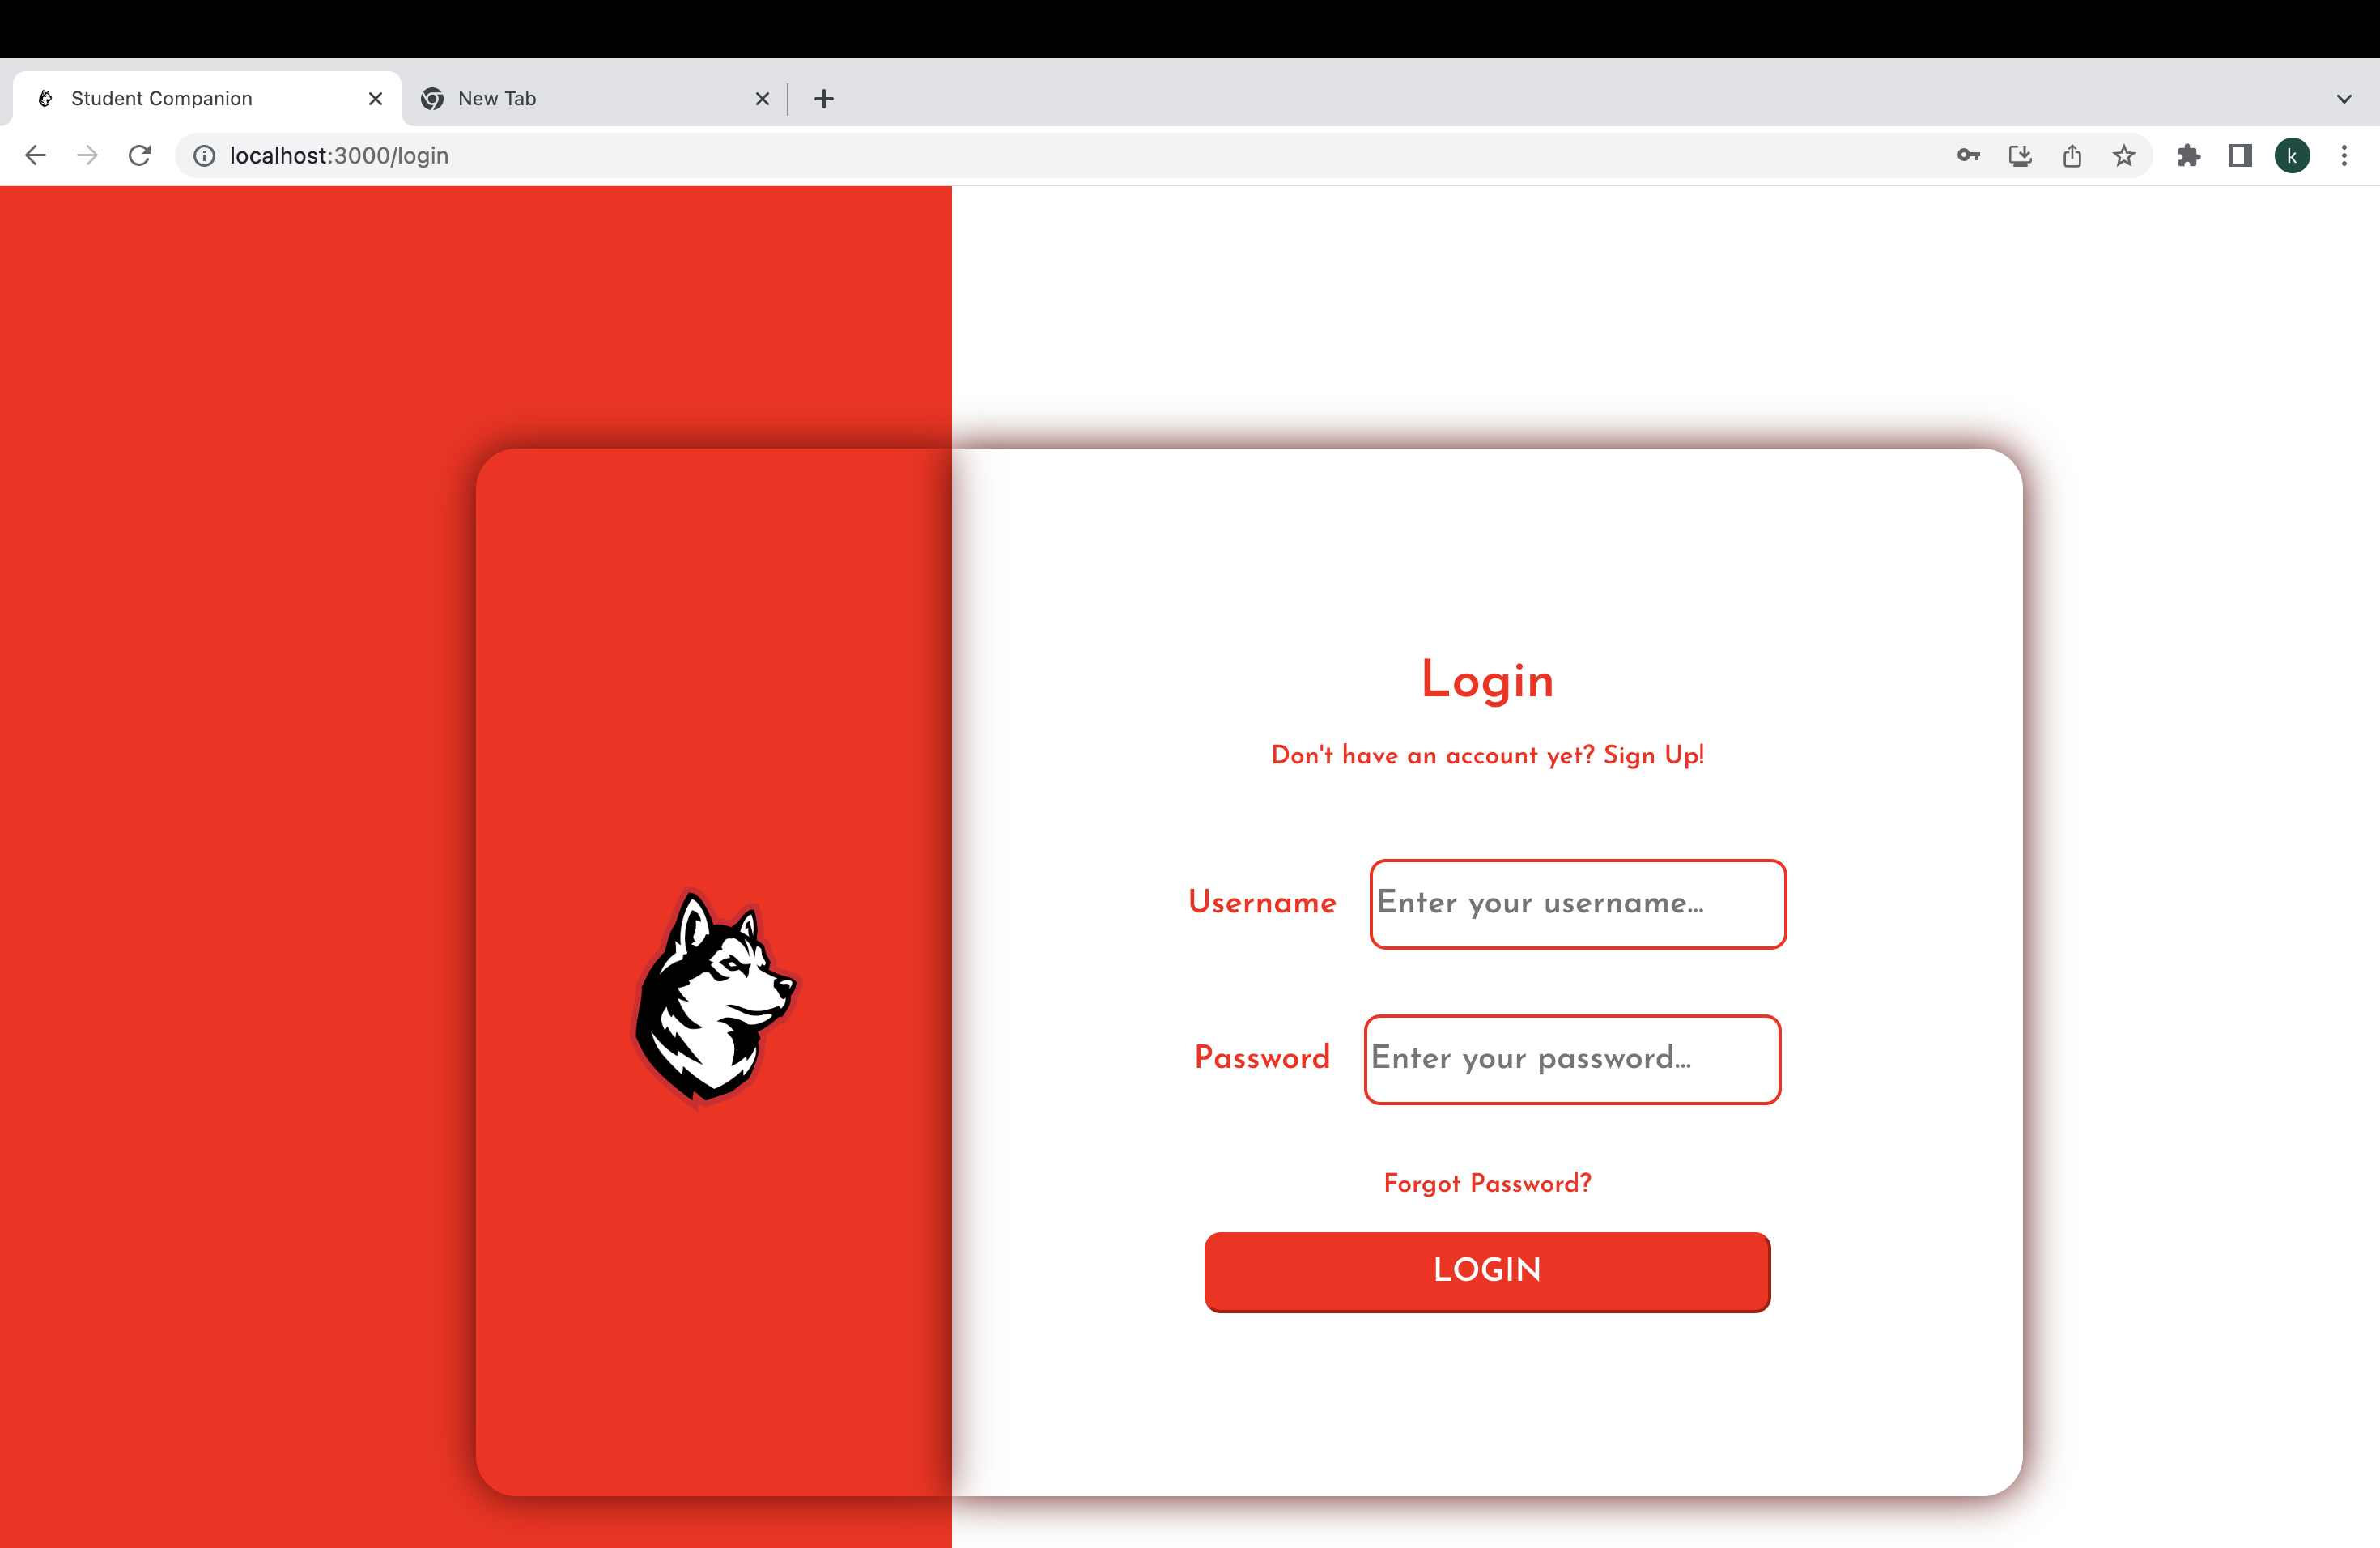 Student Companion
New Tab
localhost:3000/login
k
Login
Don't have an account yet? Sign Up!
Username
Enter your username...
Password
Enter your password...
Forgot Password?
LOGIN